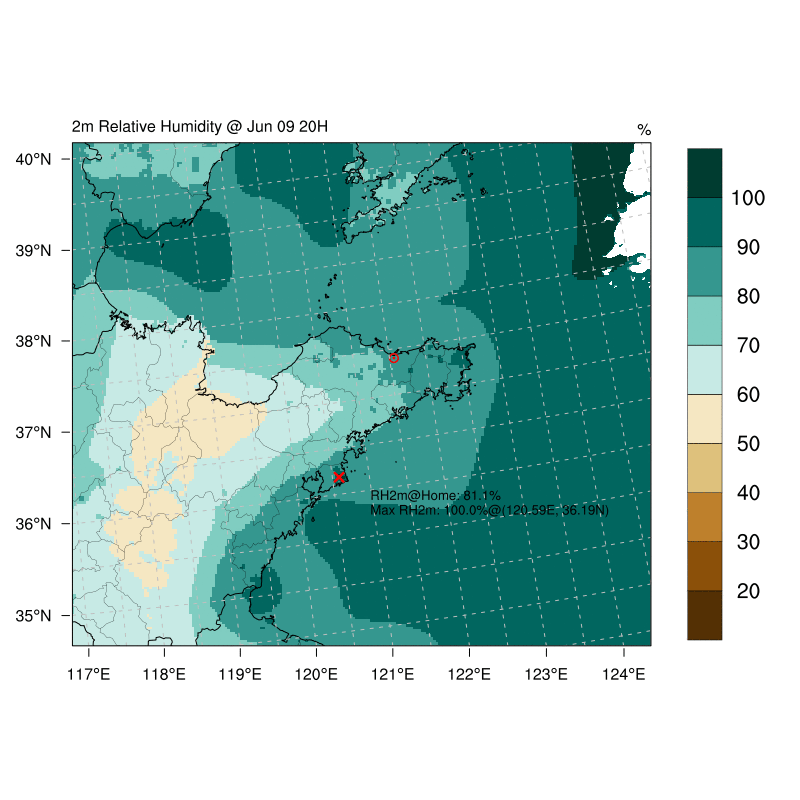 2m Relative Humidity @ Jun 09 20H
%
40°N
39°N
38°N
37°N
36°N
35°N
117°E
118°E
119°E
120°E
121°E
122°E
123°E
124°E
RH2m@Home: 81.1%
Max RH2m: 100.0%@(120.59E, 36.19N)
100
90
80
70
60
50
40
30
20